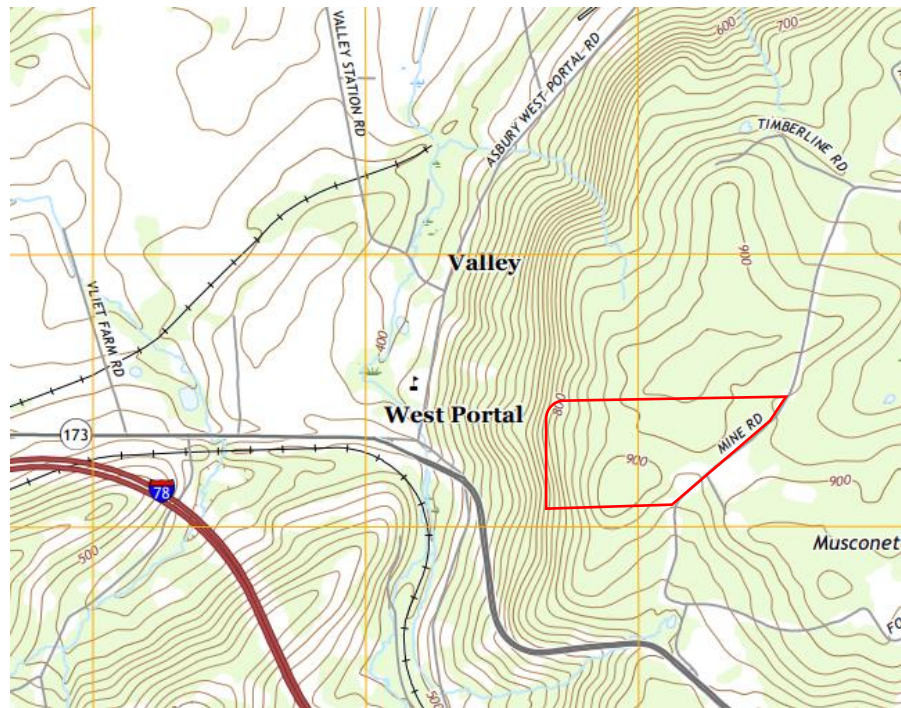 600
700
VALLEY STATION RD
ASBURY WEST PORTAL RD
TIMBERLINE RD
900
Valley
VLIET FARM RD
400
800
West Portal
MINE RD
173
900
900
78
500
Musconet
FO
500